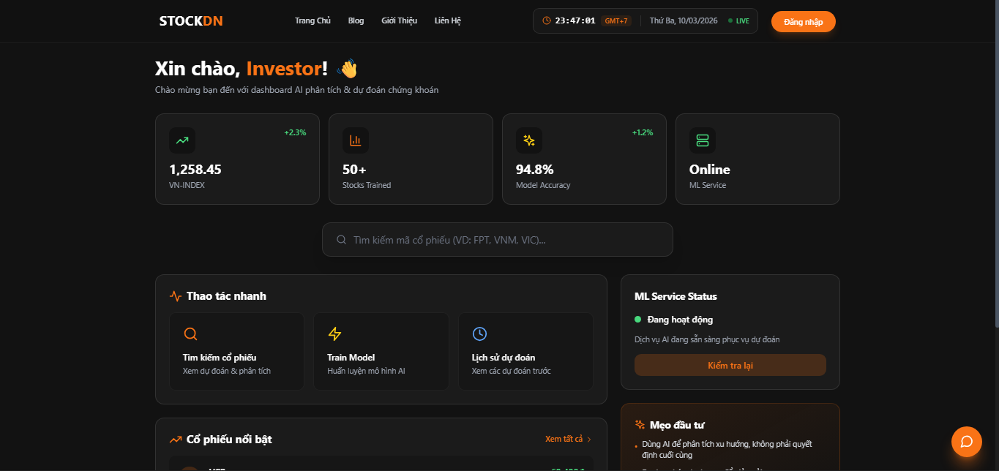 STOCKDN
Trang Chủ
Blog
Giới Thiệu
Liên Hệ
23:47:01 GMT+7
Thứ Ba, 10/03/2026
LIVE
Đăng nhập
Xin chào, Investor! 👋
Chào mừng bạn đến với dashboard AI phân tích & dự đoán chứng khoán
+2.3%
1,258.45
VN-INDEX
50+
Stocks Trained
+1.2%
94.8%
Model Accuracy
Online
ML Service
Tìm kiếm mã cổ phiếu (VD: FPT, VNM, VIC)...
Thao tác nhanh
Tìm kiếm cổ phiếu
Xem dự đoán & phân tích
Train Model
Huấn luyện mô hình AI
Lịch sử dự đoán
Xem các dự đoán trước
ML Service Status
Đang hoạt động
Dịch vụ AI đang sẵn sàng phục vụ dự đoán
Kiểm tra lại
Cổ phiếu nổi bật
Xem tất cả
Mẹo đầu tư
Dùng AI để phân tích xu hướng, không phải quyết
định cuối cùng